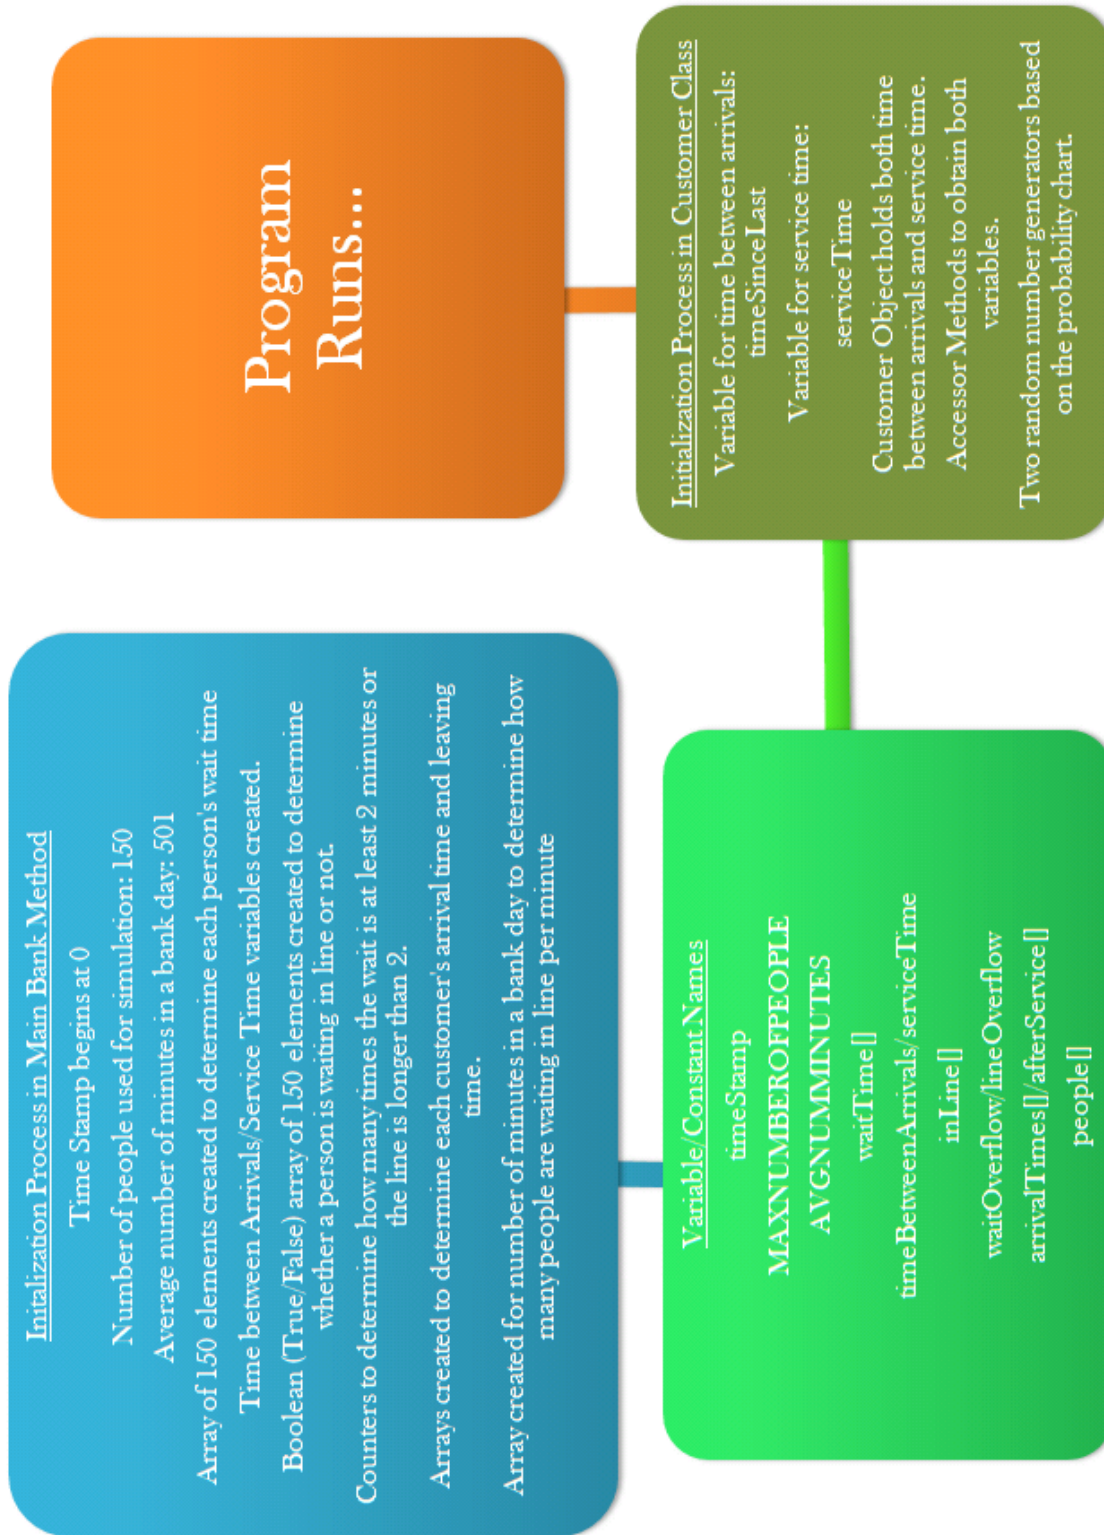 Initalization Process in Main Bank Method
Time Stamp begins at 0
Number of people used for simulation: 150
Average number of minutes in a bank day: 501
Array of 150 elements created to determine each person's wait time
Time between Arrivals/Service Time variables created.
Boolean (True/False) array of 150 elements created to determine
whether a person is waiting in line or not.
Counters to determine how many times the wait is at least 2 minutes or
the line is longer than 2.
Arrays created to determine each customer's arrival time and leaving
time.
Array created for number of minutes in a bank day to determine how
many people are waiting in line per minute
Variable/Constant Names
timeStamp
MAXNUMBEROFPEOPLE
AVGNUMMINUTES
waitTime[]
timeBetweenArrivals/serviceTime
inLine[]
waitOverflow/lineOverflow
arrivalTimes[]/afterService[]
people[]
Initialization Process in Customer Class
Variable for time between arrivals:
timeSinceLast
Variable for service time:
serviceTime
Customer Object holds both time
between arrivals and service time.
Accessor Methods to obtain both
variables.
Two random number generators based
on the probability chart.
Program
Runs...